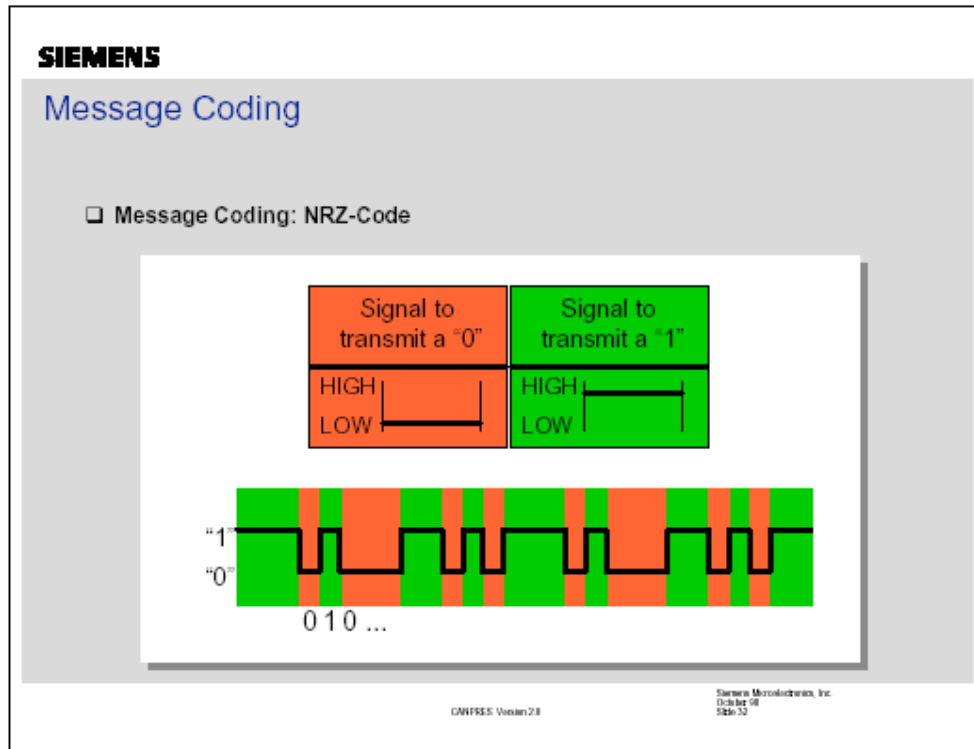 SIEMENS
Message Coding
❑ Message Coding: NRZ-Code
Signal to
transmit a “0”
Signal to
transmit a “1”
HIGH
LOW
HIGH
LOW
“1”
“0”
0 1 0 ...
CANPRES Version 2.0
Siemens Microelectronics, Inc.
October 98
Slide 32